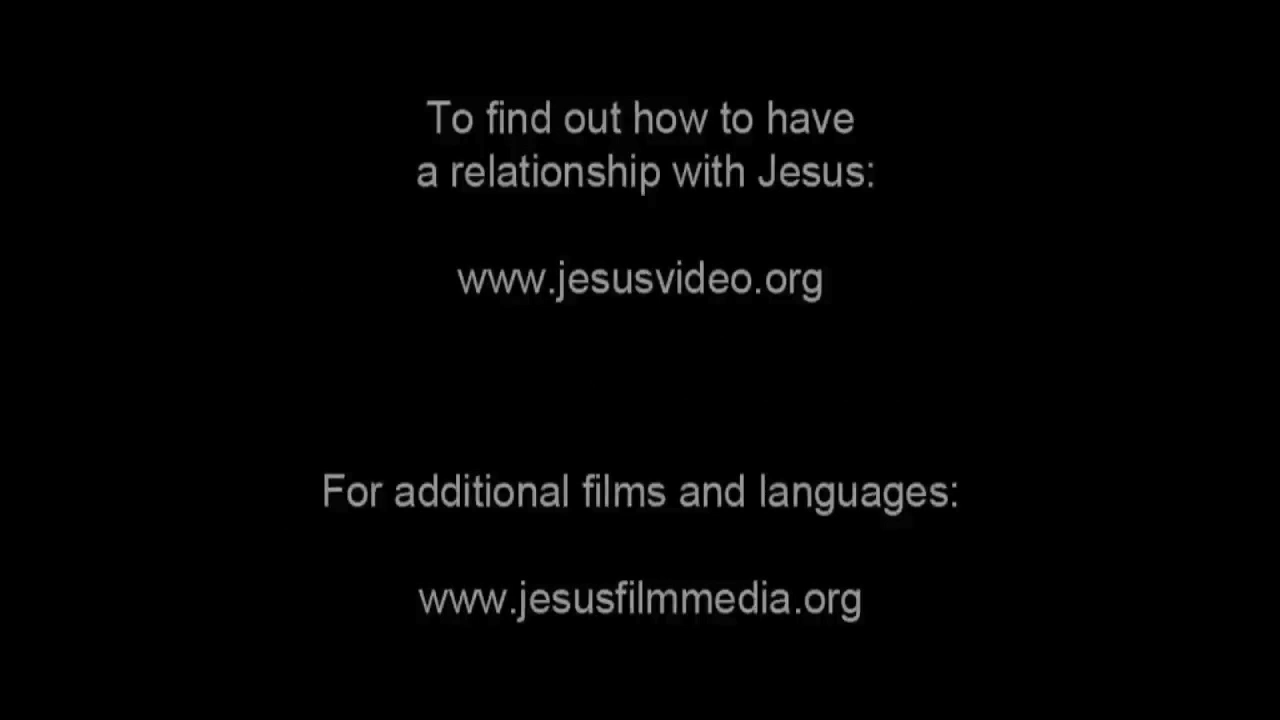 To find out how to have
a relationship with Jesus:
www.jesusvideo.org
For additional films and languages:
www.jesusfilmmedia.org